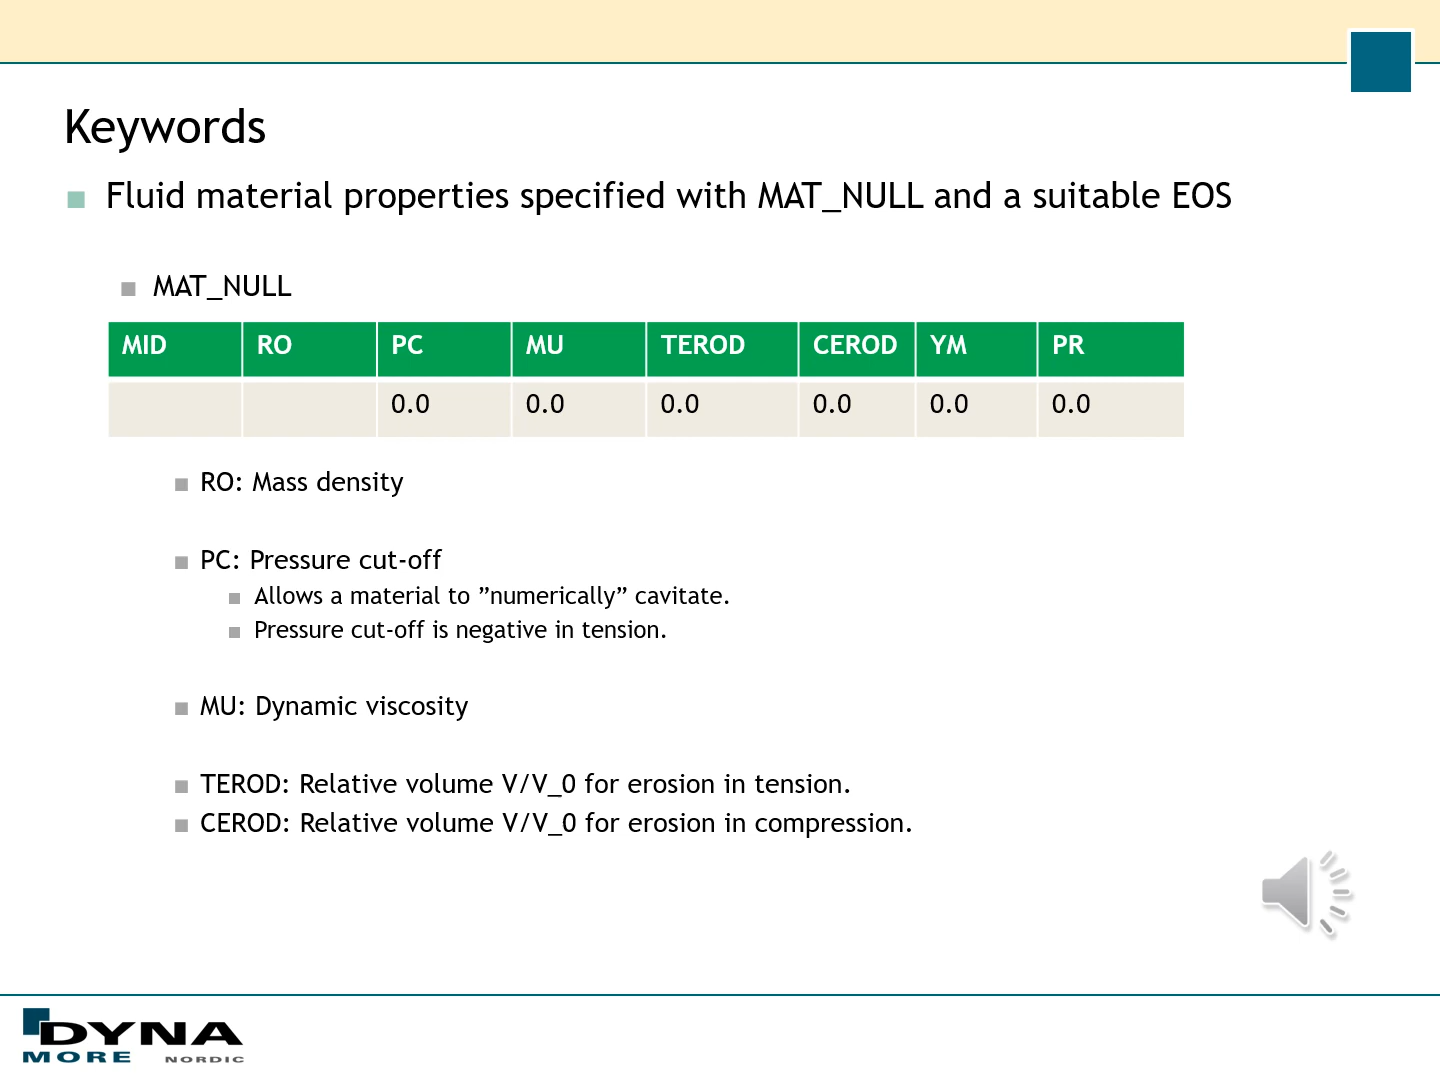 Keywords
Fluid material properties specified with MAT_NULL and a suitable EOS
MAT_NULL
MID RO PC MU TEROD CEROD YM PR
0.0 0.0 0.0 0.0 0.0 0.0
RO: Mass density
PC: Pressure cut-off
Allows a material to ”numerically” cavitate.
Pressure cut-off is negative in tension.
MU: Dynamic viscosity
TEROD: Relative volume V/V_0 for erosion in tension.
CEROD: Relative volume V/V_0 for erosion in compression.
DYNA
MORE NORDIC